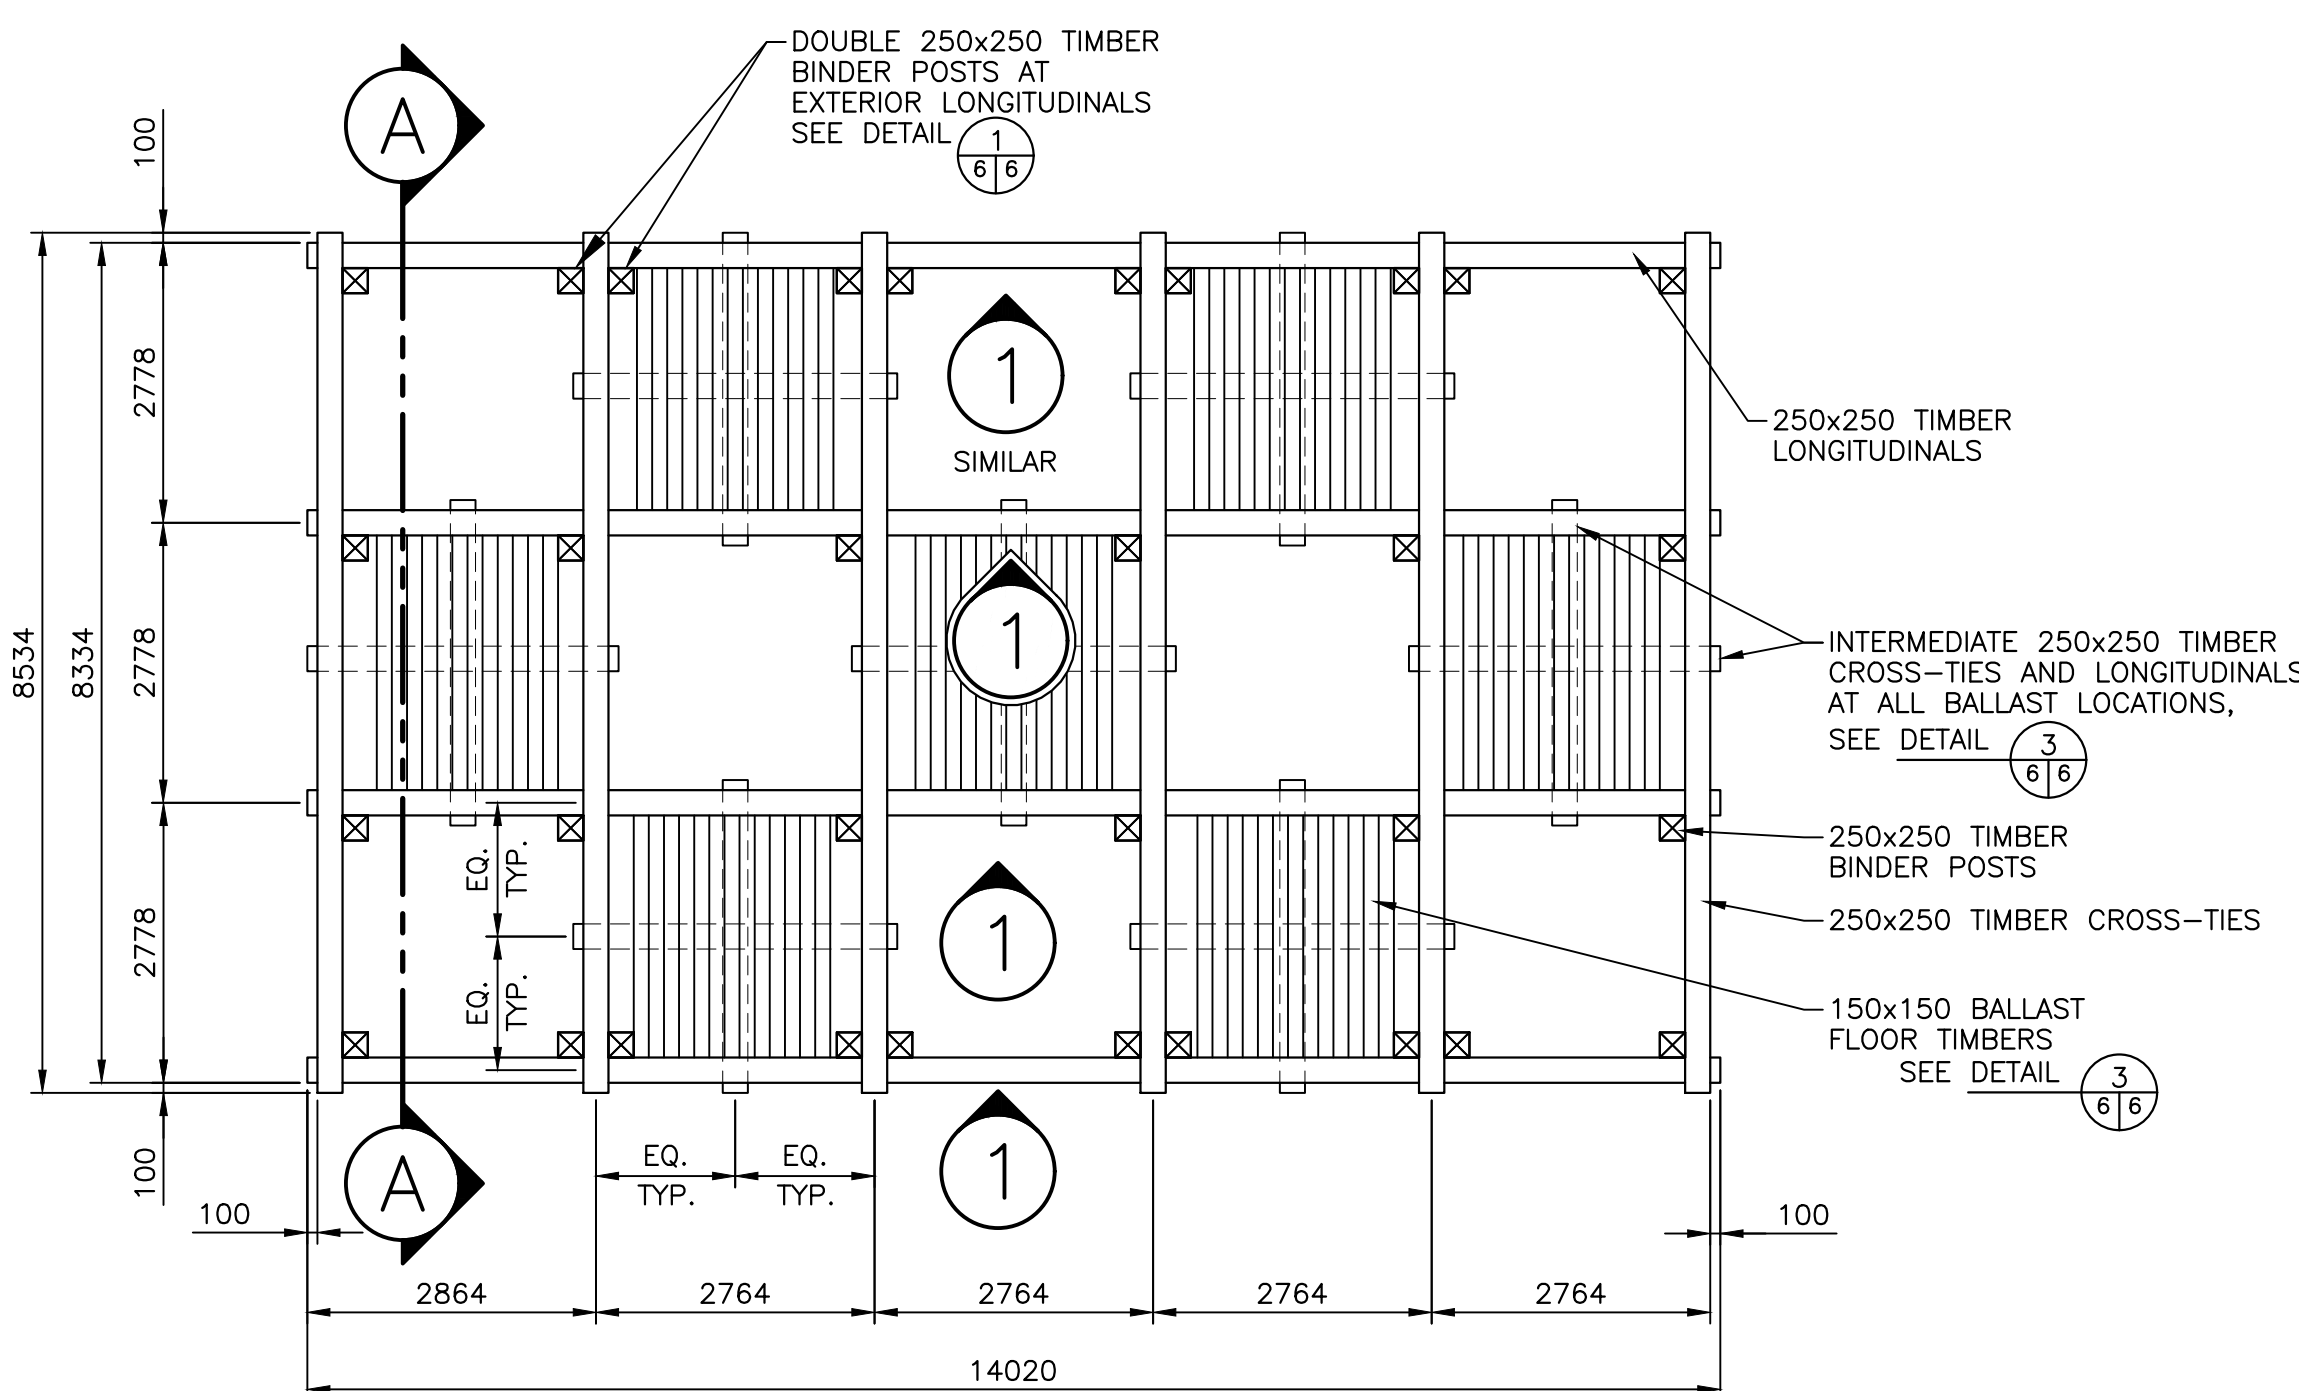 DOUBLE 250x250 TIMBER
BINDER POSTS AT
EXTERIOR LONGITUDINALS
SEE DETAIL
1
6 6
A
100
2778
2778
2778
100
8534
8334
1
SIMILAR
1
1
1
250x250 TIMBER
LONGITUDINALS
INTERMEDIATE 250x250 TIMBER
CROSS-TIES AND LONGITUDINALS
AT ALL BALLAST LOCATIONS,
SEE DETAIL
3
6 6
250x250 TIMBER
BINDER POSTS
250x250 TIMBER CROSS-TIES
150x150 BALLAST
FLOOR TIMBERS
SEE DETAIL
3
6 6
EQ.
TYP.
EQ.
TYP.
A
EQ.
TYP.
EQ.
TYP.
100
100
2864
2764
2764
2764
2764
14020